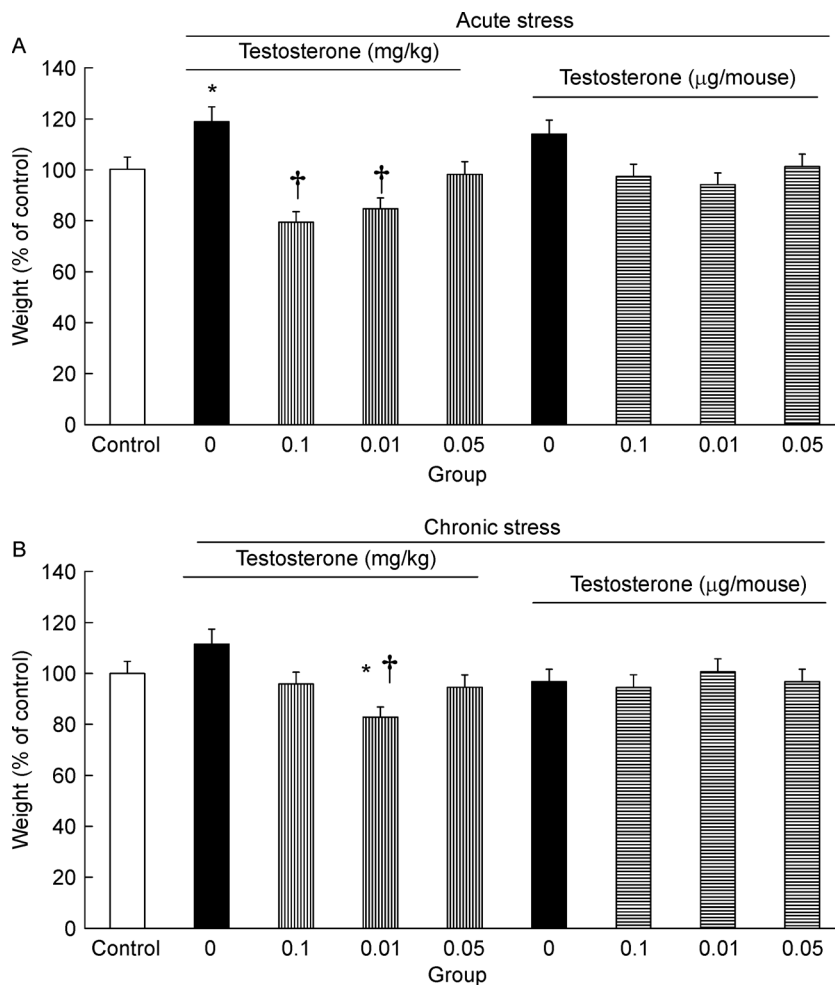 Acute stress
A
Testosterone (mg/kg)
Testosterone (μg/mouse)
140
120
100
80
60
40
20
0
Weight (% of control)
*
†
†
Control 0 0.1 0.01 0.05 0 0.1 0.01 0.05
Group
Chronic stress
B
Testosterone (mg/kg)
Testosterone (μg/mouse)
140
120
100
80
60
40
20
0
Weight (% of control)
* †
Control 0 0.1 0.01 0.05 0 0.1 0.01 0.05
Group